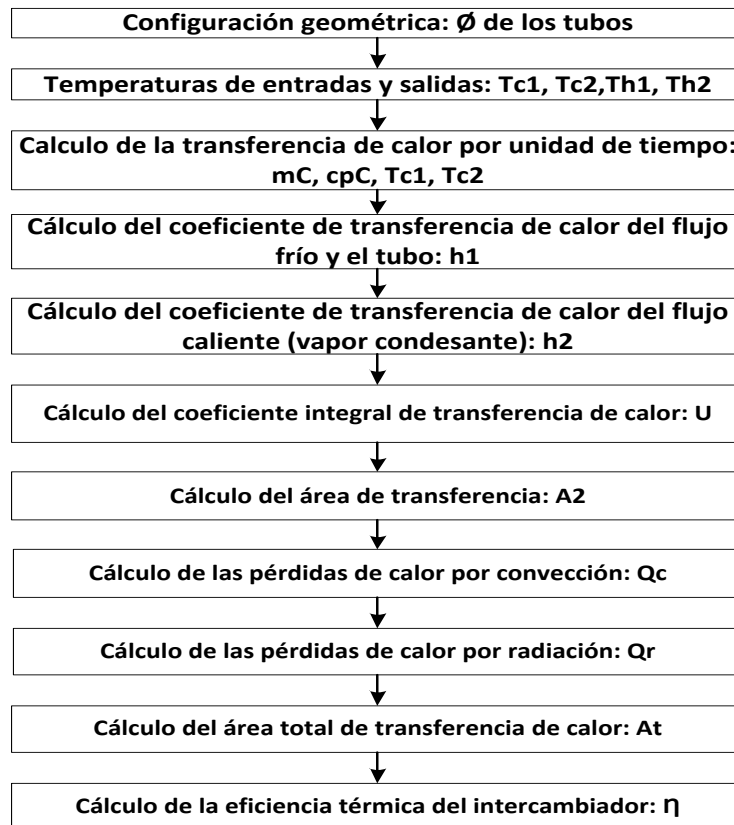 Configuración geométrica: Ø de los tubos
Temperaturas de entradas y salidas: Tc1, Tc2,Th1, Th2
Calculo de la transferencia de calor por unidad de tiempo:
mC, cpC, Tc1, Tc2
Cálculo del coeficiente de transferencia de calor del flujo
frío y el tubo: h1
Cálculo del coeficiente de transferencia de calor del flujo
caliente (vapor condesante): h2
Cálculo del coeficiente integral de transferencia de calor: U
Cálculo del área de transferencia: A2
Cálculo de las pérdidas de calor por convección: Qc
Cálculo de las pérdidas de calor por radiación: Qr
Cálculo del área total de transferencia de calor: At
Cálculo de la eficiencia térmica del intercambiador: η